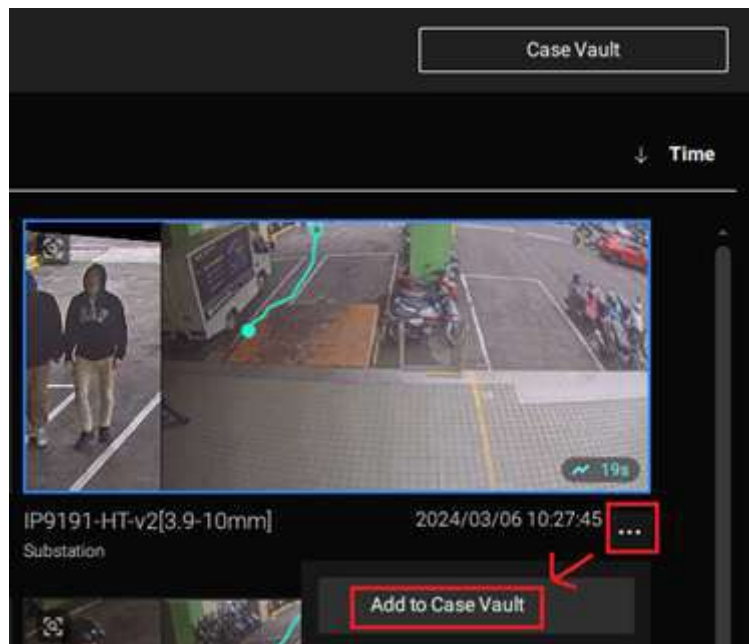 Case Vault
↓ Time
19s
IP9191-HT-v2[3.9-10mm]
2024/03/06 10:27:45 ...
Substation
Add to Case Vault